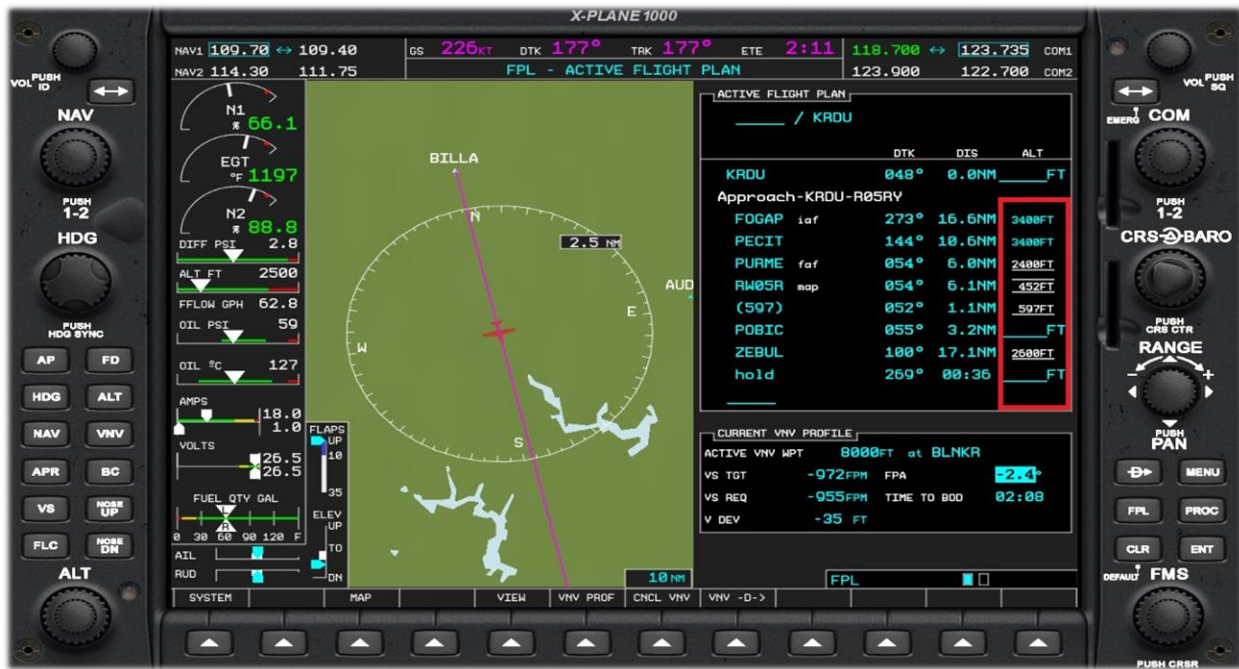 X-PLANE 1000
NAV1 109.70 ↔ 109.40
NAV2 114.30 111.75
GS 226KT DTK 177° TRK 177° ETE 2:11
FPL - ACTIVE FLIGHT PLAN
118.700 ↔ 123.735 COM1
123.900 122.700 COM2
VOL PUSH ID
NAV
PUSH 1-2
HDG
PUSH HDG SYNC
AP FD
HDG ALT
NAV VNV
APR BC
VS NOSE UP
FLC NOSE DN
ALT
N1 % 66.1
EGT °F 1197
N2 % 88.8
DIFF PSI 2.8
ALT FT 2500
FFLOW GPH 62.8
OIL PSI 59
OIL ºC 127
AMPS 18.0
1.0
VOLTS 26.5
26.5
FUEL QTY GAL
L
R
0 30 60 90 120 F
AIL
RUD
FLAPS
UP
10
35
ELEV
UP
TO
DN
BILLA
N
2.5 NM
AUD
E
W
S
10 NM
ACTIVE FLIGHT PLAN
_____ / KRDU
DTK DIS ALT
KRDU 048° 0.0NM _____FT
Approach-KRDU-R05RY
FOGAP iaf 273° 16.6NM 3400FT
PECIT 144° 10.6NM 3400FT
PURME faf 054° 6.0NM 2400FT
RW05R map 054° 6.1NM 452FT
(597) 052° 1.1NM 597FT
POBIC 055° 3.2NM _____FT
ZEBUL 100° 17.1NM 2600FT
hold 269° 00:36 _____FT
_____
CURRENT VNV PROFILE
ACTIVE VNV WPT 8000FT at BLNKR
VS TGT -972FPM FPA -2.4°
VS REQ -955FPM TIME TO BOD 02:08
V DEV -35 FT
FPL
SYSTEM MAP VIEW VNV PROF CNCL VNV VNV -D->
VOL PUSH SQ
EMERG COM
PUSH 1-2
CRS BARO
PUSH CRS CTR
RANGE
- +
PUSH PAN
D MENU
FPL PROC
CLR ENT
DEFAULT FMS
PUSH CRSR